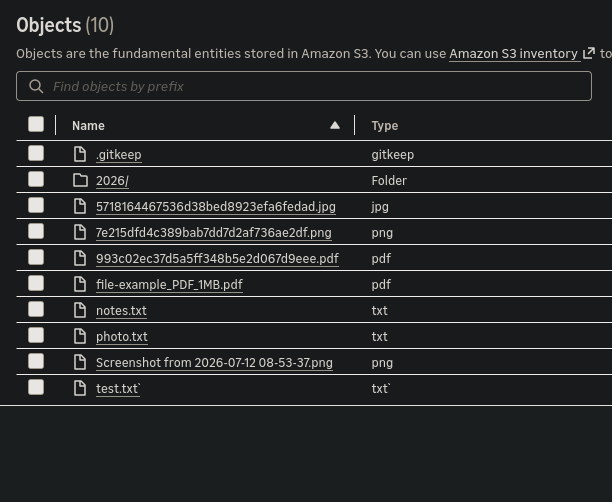 Objects (10)
Objects are the fundamental entities stored in Amazon S3. You can use Amazon S3 inventory to
Find objects by prefix
Name Type
.gitkeep gitkeep
2026/ Folder
5718164467536d38bed8923efa6fedad.jpg jpg
7e215dfd4c389bab7dd7d2af736ae2df.png png
993c02ec37d5a5ff348b5e2d067d9eee.pdf pdf
file-example_PDF_1MB.pdf pdf
notes.txt txt
photo.txt txt
Screenshot from 2026-07-12 08-53-37.png png
test.txt` txt`